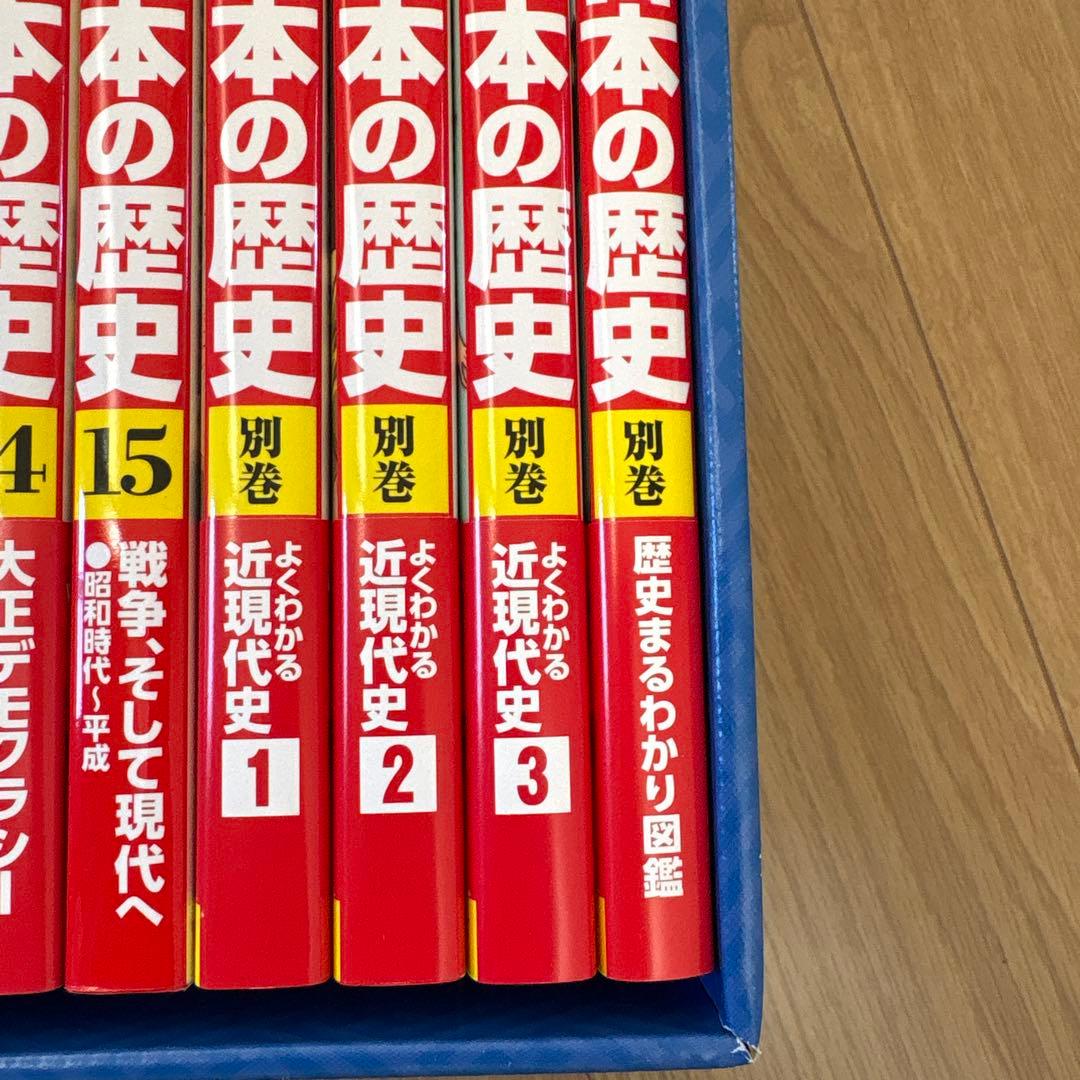 本の歴史
4
大正デモクラシー
本の歴史
15
戦争、そして現代へ
●昭和時代~平成
本の歴史
別巻
よくわかる
近現代史
1
本の歴史
別巻
よくわかる
近現代史
2
本の歴史
別巻
よくわかる
近現代史
3
本の歴史
別巻
歴史まるわかり図鑑